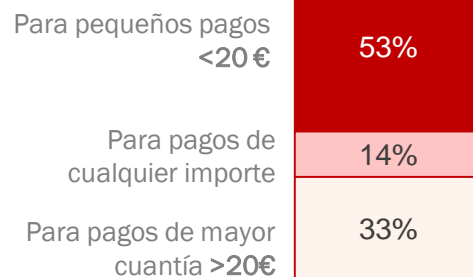 Para pequeños pagos
<20 €
53%
Para pagos de
cualquier importe
14%
Para pagos de mayor
cuantía >20€
33%